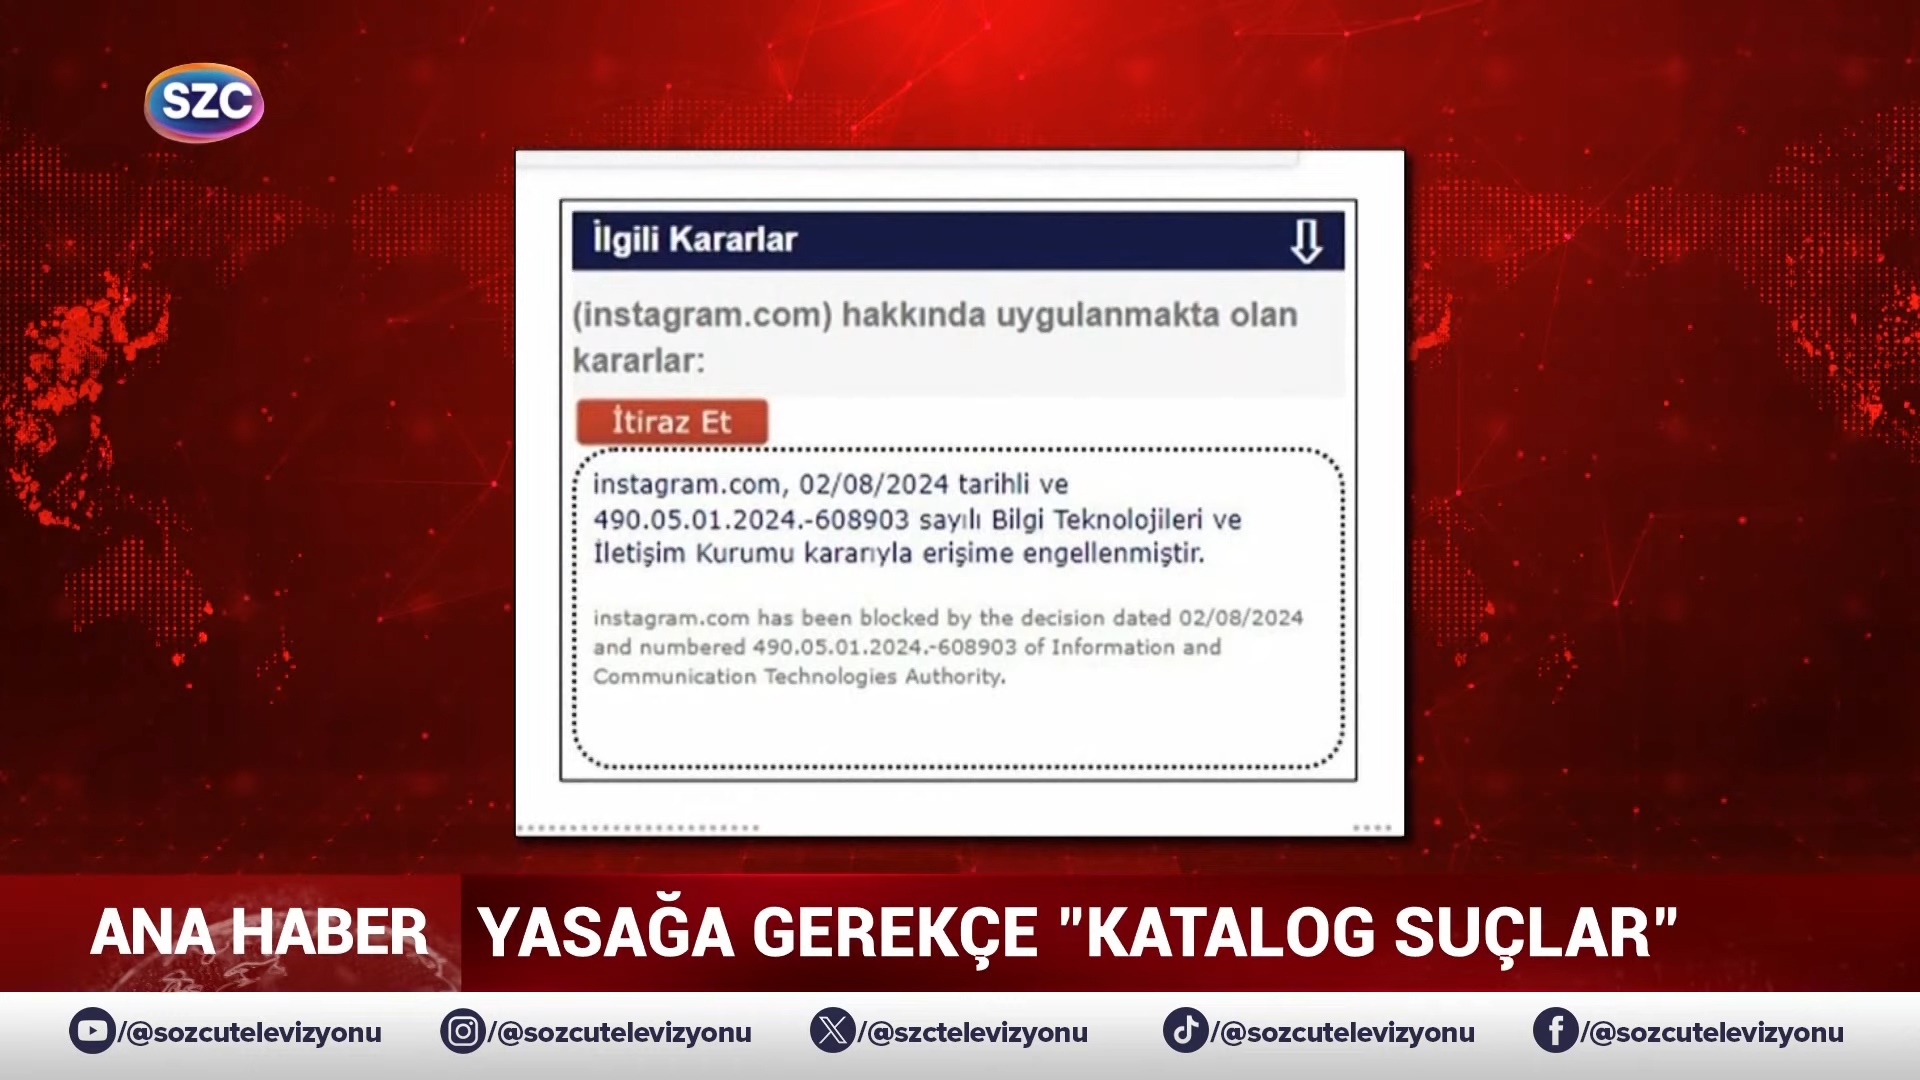 SZC
İlgili Kararlar
(instagram.com) hakkında uygulanmakta olan
kararlar:
İtiraz Et
instagram.com, 02/08/2024 tarihli ve
490.05.01.2024.-608903 sayılı Bilgi Teknolojileri ve
İletişim Kurumu kararıyla erişime engellenmiştir.
instagram.com has been blocked by the decision dated 02/08/2024
and numbered 490.05.01.2024.-608903 of Information and
Communication Technologies Authority.
ANA HABER
YASAĞA GEREKÇE "KATALOG SUÇLAR"
/@sozcutelevizyonu
/@sozcutelevizyonu
/@szctelevizyonu
/@sozcutelevizyonu
/@sozcutelevizyonu